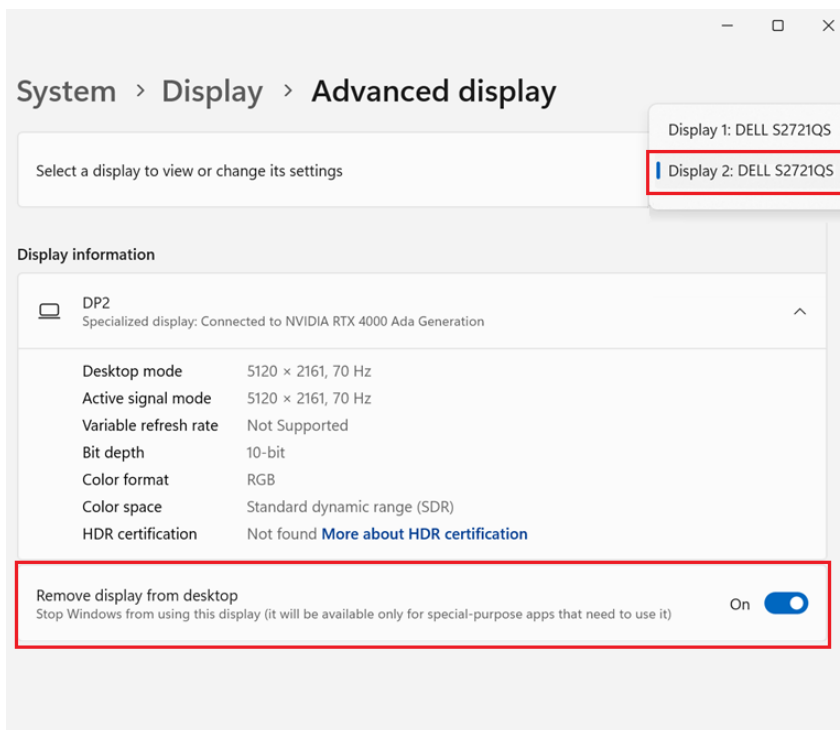 System > Display > Advanced display
Display 1: DELL S2721QS
Select a display to view or change its settings
Display 2: DELL S2721QS
Display information
DP2
Specialized display: Connected to NVIDIA RTX 4000 Ada Generation
Desktop mode 5120 × 2161, 70 Hz
Active signal mode 5120 × 2161, 70 Hz
Variable refresh rate Not Supported
Bit depth 10-bit
Color format RGB
Color space Standard dynamic range (SDR)
HDR certification Not found More about HDR certification
Remove display from desktop
On
Stop Windows from using this display (it will be available only for special-purpose apps that need to use it)